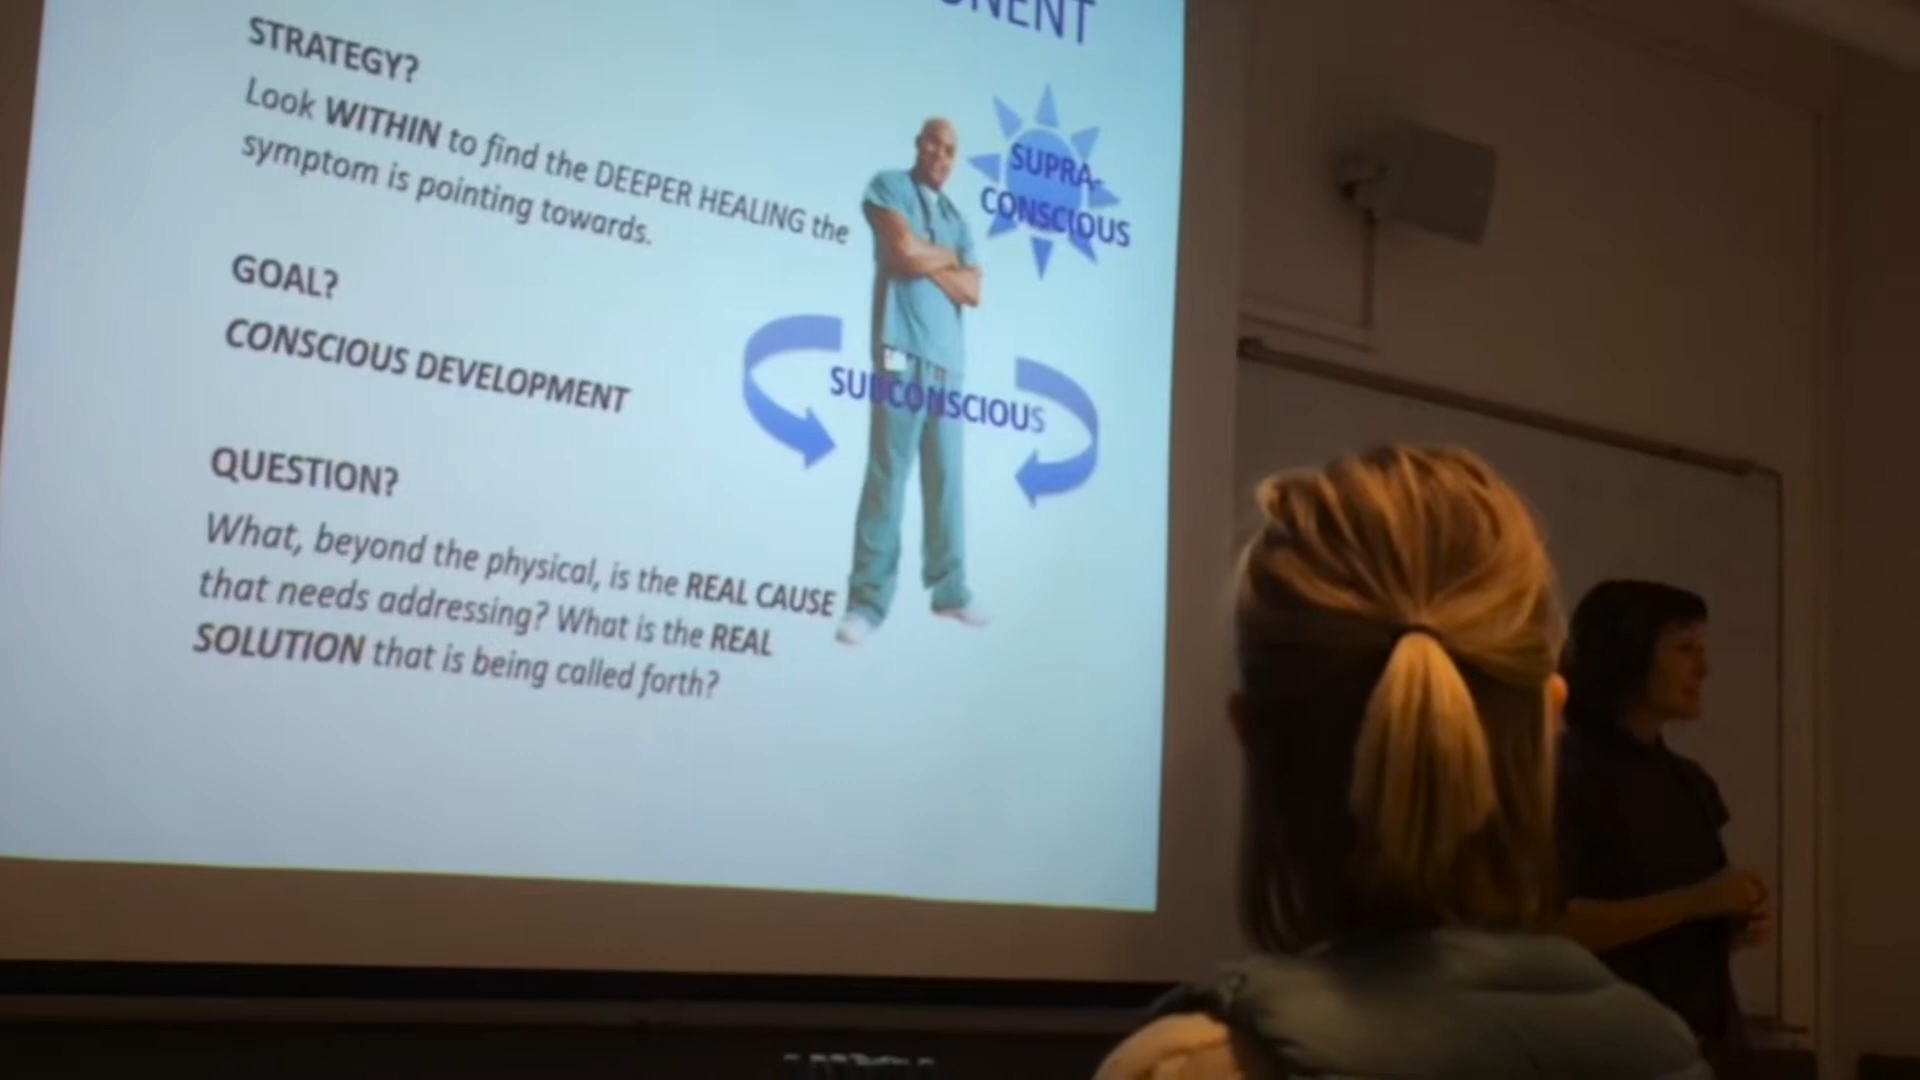 STRATEGY?
Look WITHIN to find the DEEPER HEALING the
symptom is pointing towards.
GOAL?
CONSCIOUS DEVELOPMENT
QUESTION?
What, beyond the physical, is the REAL CAUSE
that needs addressing? What is the REAL
SOLUTION that is being called forth?
SUPRA-
CONSCIOUS
SUBCONSCIOUS